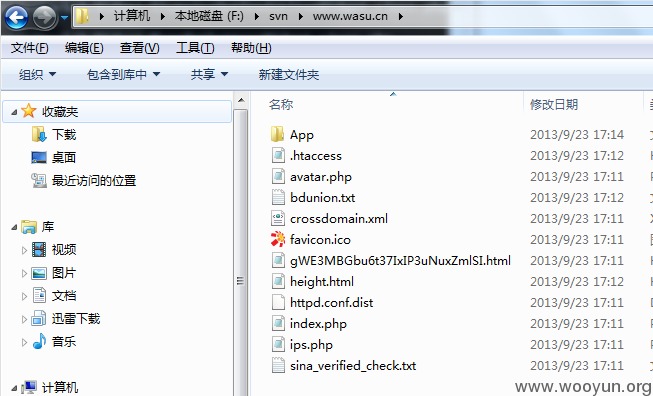 计算机 ▸ 本地磁盘 (F:) ▸ svn ▸ www.wasu.cn ▸
文件(F) 编辑(E) 查看(V) 工具(T) 帮助(H)
组织 包含到库中 共享 新建文件夹
收藏夹
下载
桌面
最近访问的位置
库
视频
图片
文档
迅雷下载
音乐
计算机
名称 修改日期
App 2013/9/23 17:14
.htaccess 2013/9/23 17:12
avatar.php 2013/9/23 17:11
bdunion.txt 2013/9/23 17:12
crossdomain.xml 2013/9/23 17:11
favicon.ico 2013/9/23 17:11
gWE3MBGbu6t37IxIP3uNuxZmlSI.html 2013/9/23 17:11
height.html 2013/9/23 17:12
httpd.conf.dist 2013/9/23 17:11
index.php 2013/9/23 17:11
ips.php 2013/9/23 17:11
sina_verified_check.txt 2013/9/23 17:11
www.wooyun.org